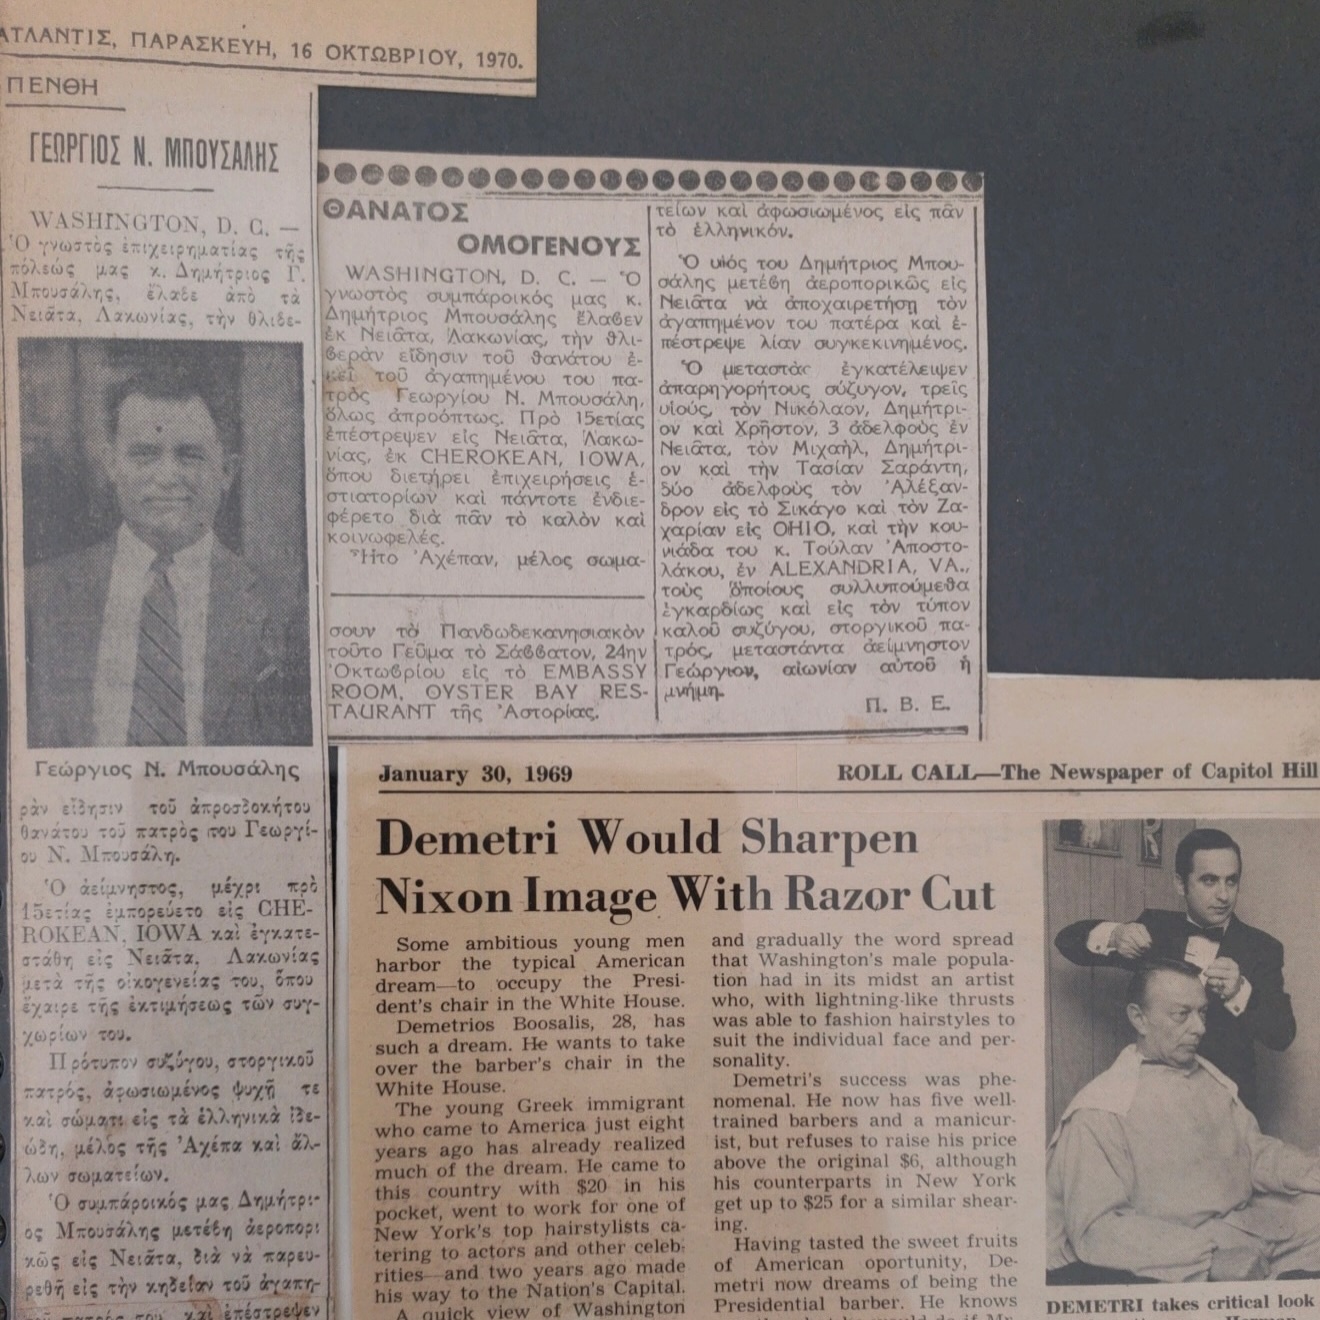 ΑΤΛΑΝΤΙΣ, ΠΑΡΑΣΚΕΥΗ, 16 ΟΚΤΩΒΡΙΟΥ, 1970.
ΠΕΝΘΗ
ΓΕΩΡΓΙΟΣ Ν. ΜΠΟΥΣΑΛΗΣ
WASHINGTON, D. C. —
Ὁ γνωστὸς ἐπιχειρηματίας τῆς
πόλεώς μας κ. Δημήτριος Γ.
Μπουσάλης, ἔλαβε ἀπὸ τὰ
Νειᾶτα, Λακωνίας, τὴν θλιβε-
Γεώργιος Ν. Μπουσάλης
ρὰν εἴδησιν τοῦ ἀπροσδοκήτου
θανάτου τοῦ πατρὸς του Γεωργί-
ου Ν. Μπουσάλη.
Ὁ ἀείμνηστος, μέχρι πρὸ
15ετίας ἐμπορεύετο εἰς CHE-
ROKEAN, IOWA καὶ ἐγκατε-
στάθη εἰς Νειᾶτα, Λακωνίας
μετὰ τῆς οἰκογενείας του, ὅπου
ἔχαιρε τῆς ἐκτιμήσεως τῶν συγ-
χωρίων του.
Πρότυπον συζύγου, στοργικοῦ
πατρός, ἀφωσιωμένος ψυχῇ τε
καὶ σώματι εἰς τὰ ἑλληνικὰ ἰδε-
ώδη, μέλος τῆς Ἀχέπα καὶ ἄλ-
λων σωματείων.
Ὁ συμπάροικός μας Δημήτρι-
ος Μπουσάλης μετέβη ἀεροπορι
κῶς εἰς Νειᾶτα, διὰ νὰ παρευ-
ρεθῇ εἰς τὴν κηδείαν τοῦ ἀγαπη-
τοῦ πατρός του καὶ ἐπέστρεψεν
ΘΑΝΑΤΟΣ
ΟΜΟΓΕΝΟΥΣ
WASHINGTON, D. C. — Ὁ
γνωστὸς συμπάροικός μας κ.
Δημήτριος Μπουσάλης ἔλαβεν
ἐκ Νειᾶτα, Λακωνίας, τὴν θλι-
βερὰν εἴδησιν τοῦ θανάτου ἐ-
κεῖ τοῦ ἀγαπημένου του πα-
τρὸς Γεωργίου Ν. Μπουσάλη,
ὅλως ἀπροόπτως. Πρὸ 15ετίας
ἐπέστρεψεν εἰς Νειᾶτα, Λακω-
νίας, ἐκ CHEROKEAN, IOWA,
ὅπου διετήρει ἐπιχειρήσεις ἑ-
στιατορίων καὶ πάντοτε ἐνδιε-
φέρετο διὰ πᾶν τὸ καλὸν καὶ
κοινωφελές.
Ἦτο Ἀχέπαν, μέλος σωμα-
σουν τὸ Πανδωδεκανησιακὸν
τοῦτο Γεῦμα τὸ Σάββατον, 24ην
Ὀκτωβρίου εἰς τὸ EMBASSY
ROOM, OYSTER BAY RES-
TAURANT τῆς Ἀστορίας.
τείων καὶ ἀφωσιωμένος εἰς πᾶν
τὸ ἑλληνικόν.
Ὁ υἱός του Δημήτριος Μπου-
σάλης μετέβη ἀεροπορικῶς εἰς
Νειᾶτα νὰ ἀποχαιρετήσῃ τὸν
ἀγαπημένον του πατέρα καὶ ἐ-
πέστρεψε λίαν συγκεκινημένος.
Ὁ μεταστὰς ἐγκατέλειψεν
ἀπαρηγορήτους σύζυγον, τρεῖς
υἱούς, τὸν Νικόλαον, Δημήτρι-
ον καὶ Χρῆστον, 3 ἀδελφοὺς ἐν
Νειᾶτα, τὸν Μιχαήλ, Δημήτρι-
ον καὶ τὴν Τασίαν Σαράντη,
δύο ἀδελφοὺς τὸν Ἀλέξαν-
δρον εἰς τὸ Σικάγο καὶ τὸν Ζα-
χαρίαν εἰς OHIO, καὶ τὴν κου-
νιάδα του κ. Τούλαν Ἀποστο-
λάκου, ἐν ALEXANDRIA, VA.,
τοὺς ὁποίους συλλυπούμεθα
ἐγκαρδίως καὶ εἰς τὸν τύπον
καλοῦ συζύγου, στοργικοῦ πα-
τρός, μεταστάντα ἀείμνηστον
Γεώργιον, αἰωνίαν αὐτοῦ ἡ
μνήμη.
Π. Β. Ε.
January 30, 1969
ROLL CALL—The Newspaper of Capitol Hill
Demetri Would Sharpen
Nixon Image With Razor Cut
Some ambitious young men
harbor the typical American
dream—to occupy the Presi-
dent's chair in the White House.
Demetrios Boosalis, 28, has
such a dream. He wants to take
over the barber's chair in the
White House.
The young Greek immigrant
who came to America just eight
years ago has already realized
much of the dream. He came to
this country with $20 in his
pocket, went to work for one of
New York's top hairstylists ca-
tering to actors and other celeb-
rities—and two years ago made
his way to the Nation's Capital.
A quick view of Washington
and gradually the word spread
that Washington's male popula-
tion had in its midst an artist
who, with lightning-like thrusts
was able to fashion hairstyles to
suit the individual face and per-
sonality.
Demetri's success was phe-
nomenal. He now has five well-
trained barbers and a manicur-
ist, but refuses to raise his price
above the original $6, although
his counterparts in New York
get up to $25 for a similar shear-
ing.
Having tasted the sweet fruits
of American oportunity, De-
metri now dreams of being the
Presidential barber. He knows
DEMETRI takes critical look